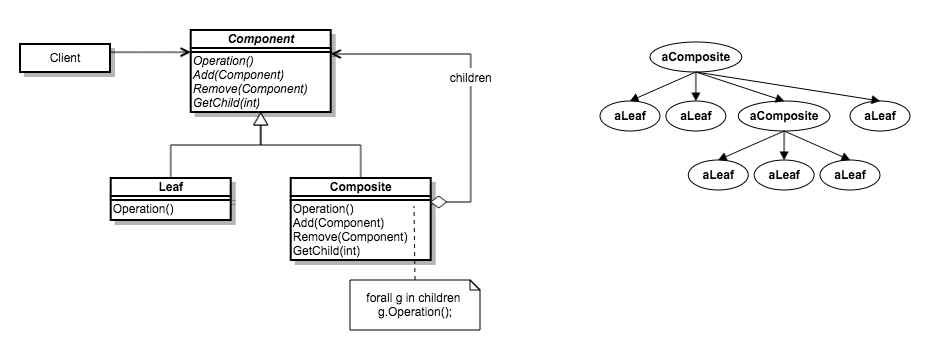 Client
Component
Operation()
Add(Component)
Remove(Component)
GetChild(int)
children
Leaf
Operation()
Composite
Operation()
Add(Component)
Remove(Component)
GetChild(int)
forall g in children
g.Operation();
aComposite
aLeaf
aLeaf
aComposite
aLeaf
aLeaf
aLeaf
aLeaf